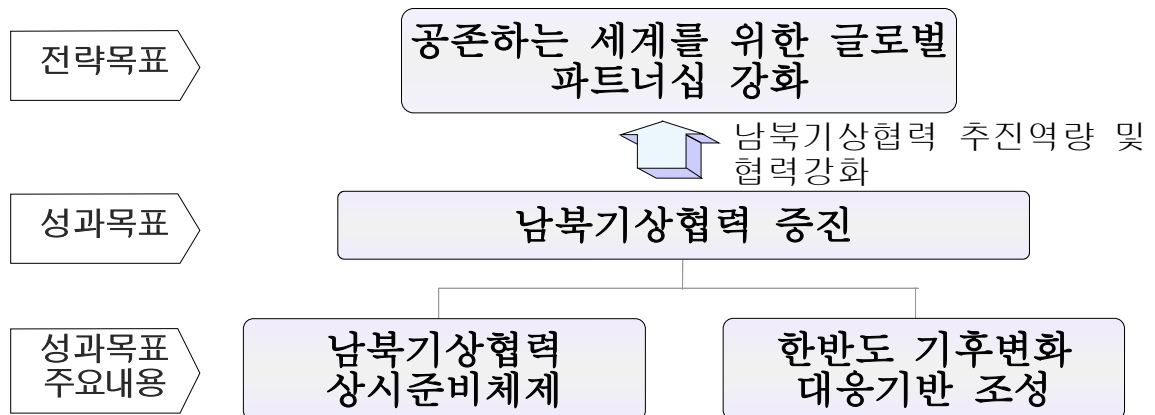 전략목표
공존하는 세계를 위한 글로벌
파트너십 강화
남북기상협력 추진역량 및
협력강화
성과목표
남북기상협력 증진
성과목표
주요내용
남북기상협력
상시준비체제
한반도 기후변화
대응기반 조성